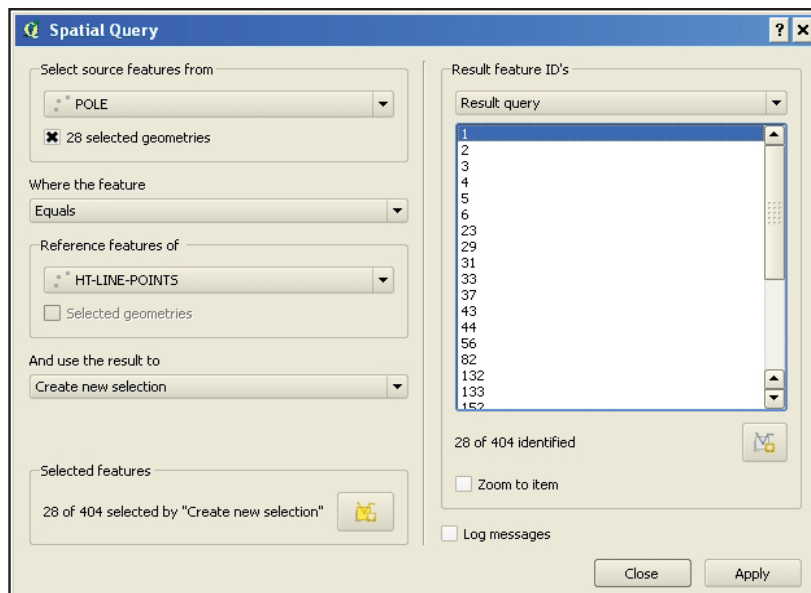 Spatial Query
Select source features from
POLE
28 selected geometries
Where the feature
Equals
Reference features of
HT-LINE-POINTS
Selected geometries
And use the result to
Create new selection
Selected features
28 of 404 selected by "Create new selection"
Result feature ID's
Result query
1
2
3
4
5
6
23
29
31
33
37
43
44
56
82
132
133
152
28 of 404 identified
Zoom to item
Log messages
Close
Apply